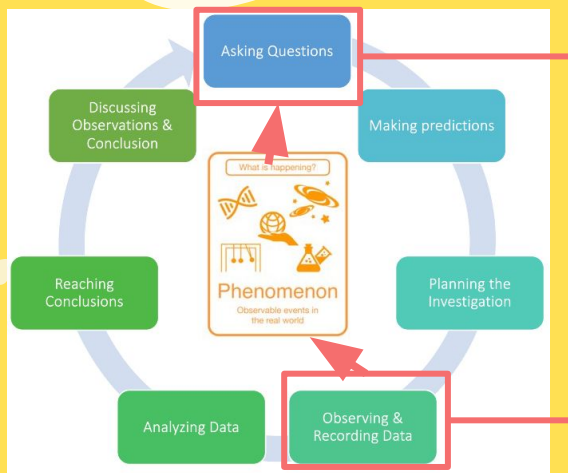 Asking Questions
Making predictions
Planning the
Investigation
Observing &
Recording Data
Analyzing Data
Reaching
Conclusions
Discussing
Observations &
Conclusion
What is happening?
Phenomenon
Observable events in
the real world